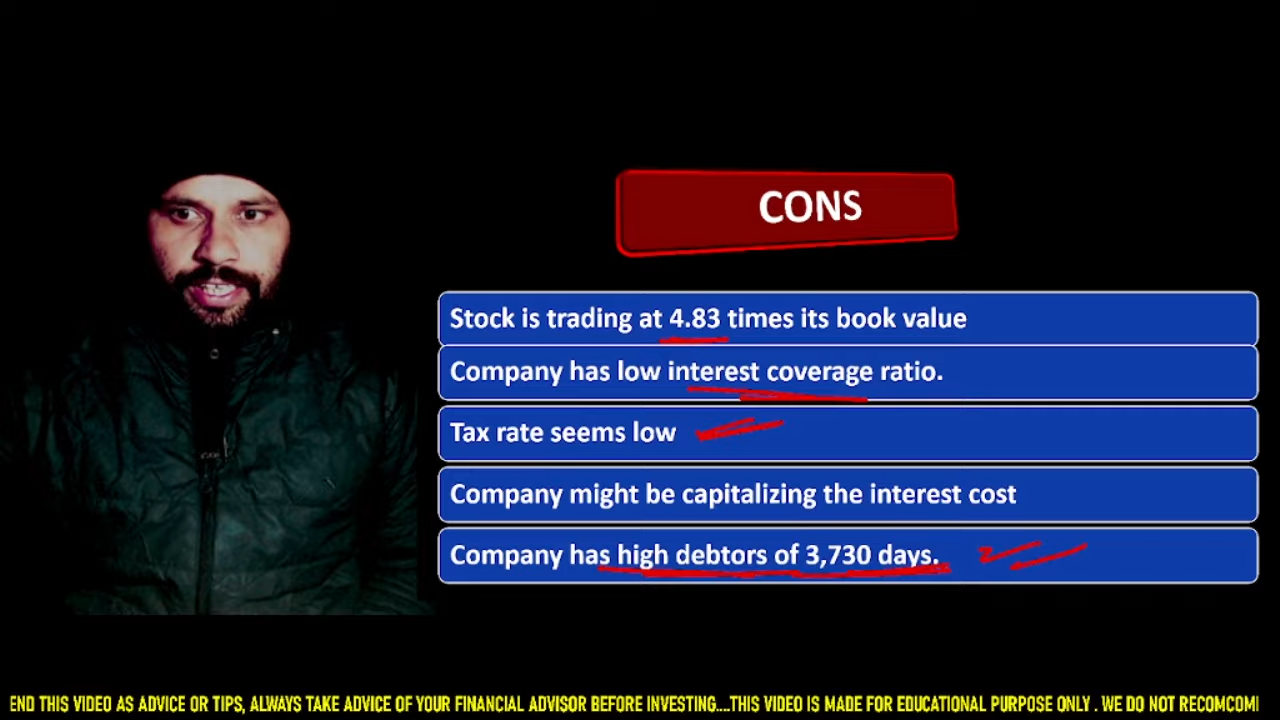 CONS
Stock is trading at 4.83 times its book value
Company has low interest coverage ratio.
Tax rate seems low
Company might be capitalizing the interest cost
Company has high debtors of 3,730 days.
END THIS VIDEO AS ADVICE OR TIPS, ALWAYS TAKE ADVICE OF YOUR FINANCIAL ADVISOR BEFORE INVESTING....THIS VIDEO IS MADE FOR EDUCATIONAL PURPOSE ONLY . WE DO NOT RECOMCOM